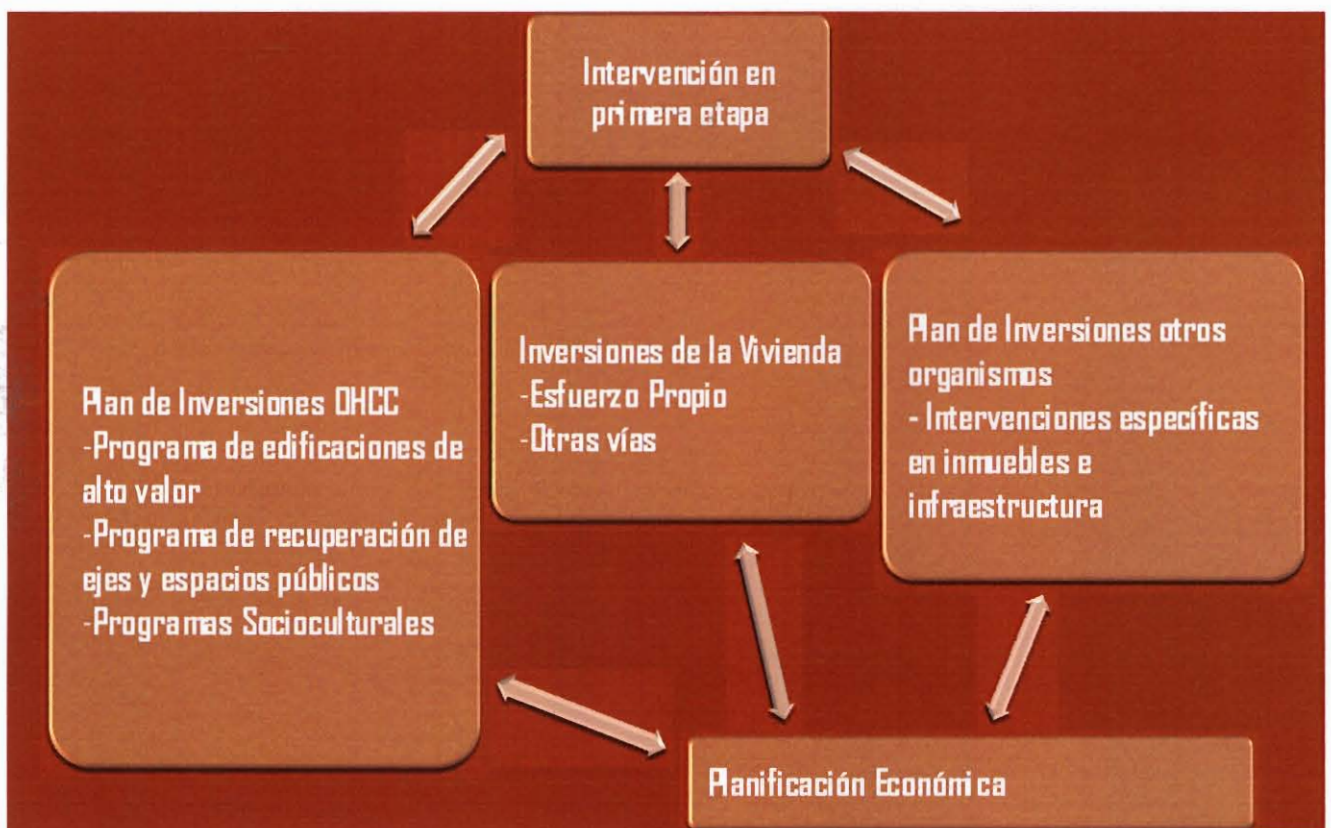 Intervención en
primera etapa
Plan de Inversiones OHCC
-Programa de edificaciones de
alto valor
-Programa de recuperación de
ejes y espacios públicos
-Programas Socioculturales
Inversiones de la Vivienda
-Esfuerzo Propio
-Otras vías
Plan de Inversiones otros
organismos
- Intervenciones específicas
en inmuebles e
infraestructura
Planificación Económica